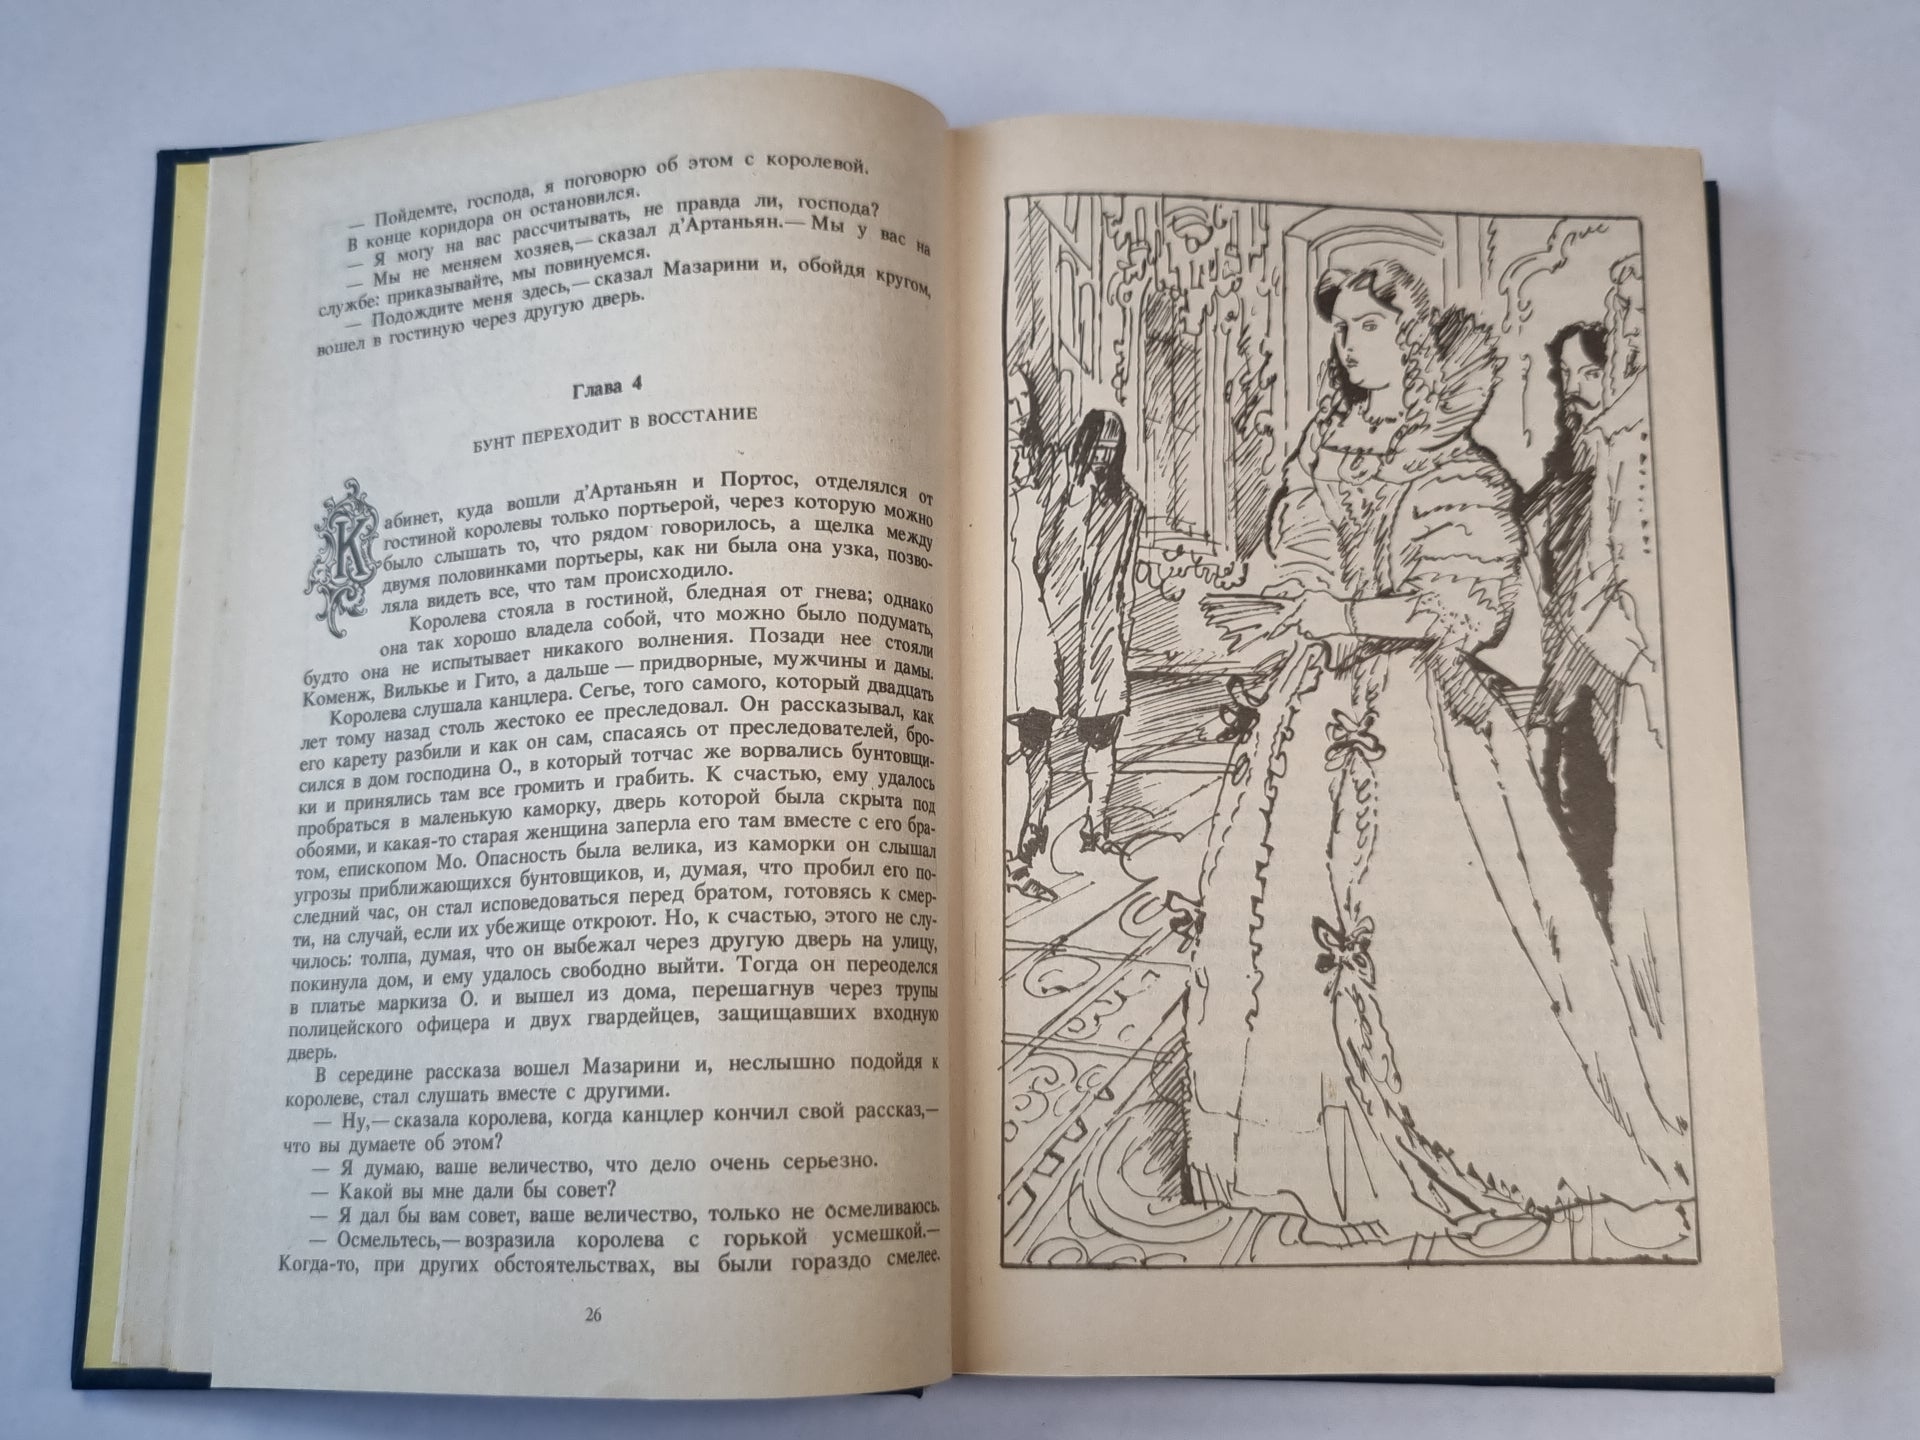 — Пойдемте, господа, я поговорю об этом с королевой.
В конце коридора он остановился.
— Я могу на вас рассчитывать, не правда ли, господа?
— Мы не меняем хозяев,— сказал д’Артаньян.— Мы у вас на
службе: приказывайте, мы повинуемся.
— Подождите меня здесь,— сказал Мазарини и, обойдя кругом,
вошел в гостиную через другую дверь.
Глава 4
БУНТ ПЕРЕХОДИТ В ВОССТАНИЕ
Кабинет, куда вошли д’Артаньян и Портос, отделялся от
гостиной королевы только портьерой, через которую можно
было слышать то, что рядом говорилось, а щелка между
двумя половинками портьеры, как ни была она узка, позво-
ляла видеть все, что там происходило.
Королева стояла в гостиной, бледная от гнева; однако
она так хорошо владела собой, что можно было подумать,
будто она не испытывает никакого волнения. Позади нее стояли
Коменж, Вилькье и Гито, а дальше — придворные, мужчины и дамы.
Королева слушала канцлера. Сегье, того самого, который двадцать
лет тому назад столь жестоко ее преследовал. Он рассказывал, как
его карету разбили и как он сам, спасаясь от преследователей, бро-
сился в дом господина О., в который тотчас же ворвались бунтовщи-
ки и принялись там все громить и грабить. К счастью, ему удалось
пробраться в маленькую каморку, дверь которой была скрыта под
обоями, и какая-то старая женщина заперла его там вместе с его бра-
том, епископом Мо. Опасность была велика, из каморки он слышал
угрозы приближающихся бунтовщиков, и, думая, что пробил его по-
следний час, он стал исповедоваться перед братом, готовясь к смер-
ти, на случай, если их убежище откроют. Но, к счастью, этого не слу-
чилось: толпа, думая, что он выбежал через другую дверь на улицу,
покинула дом, и ему удалось свободно выйти. Тогда он переоделся
в платье маркиза О. и вышел из дома, перешагнув через трупы
полицейского офицера и двух гвардейцев, защищавших входную
дверь.
В середине рассказа вошел Мазарини и, неслышно подойдя к
королеве, стал слушать вместе с другими.
— Ну,— сказала королева, когда канцлер кончил свой рассказ,—
что вы думаете об этом?
— Я думаю, ваше величество, что дело очень серьезно.
— Какой вы мне дали бы совет?
— Я дал бы вам совет, ваше величество, только не осмеливаюсь.
— Осмельтесь,— возразила королева с горькой усмешкой.—
Когда-то, при других обстоятельствах, вы были гораздо смелее.
26